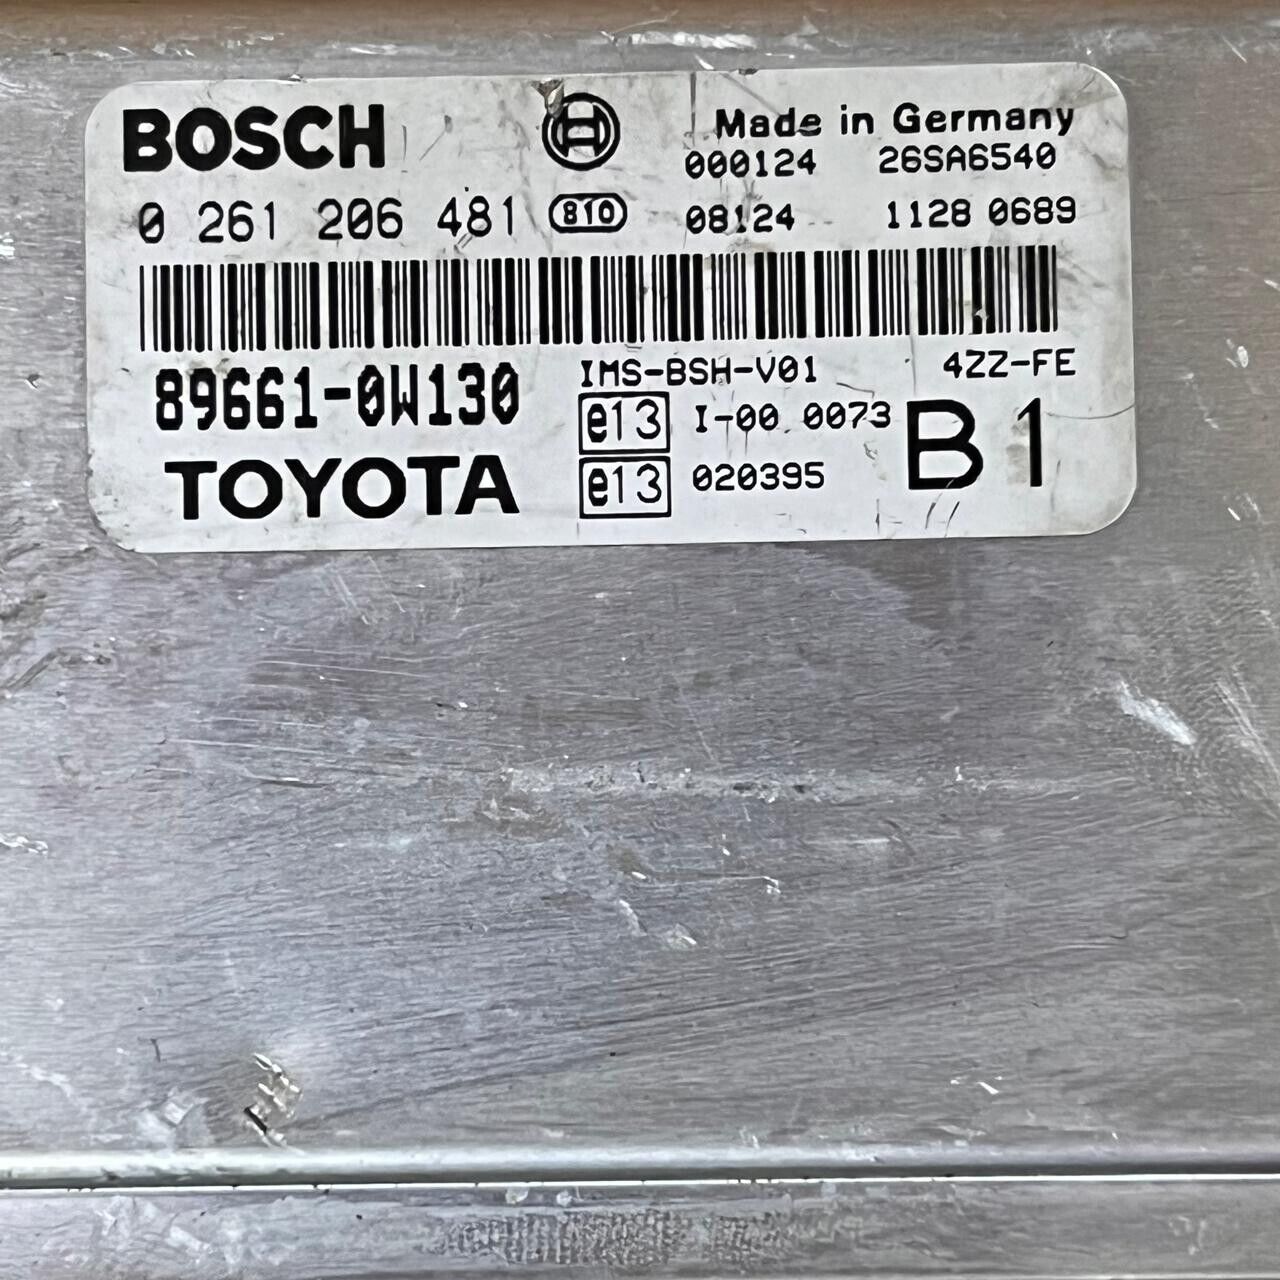 BOSCH
Made in Germany
000124 26SA6540
0 261 206 481 810 08124 1128 0689
89661-0W130
IMS-BSH-V01 4ZZ-FE
e13 I-00 0073 B1
TOYOTA
e13 020395